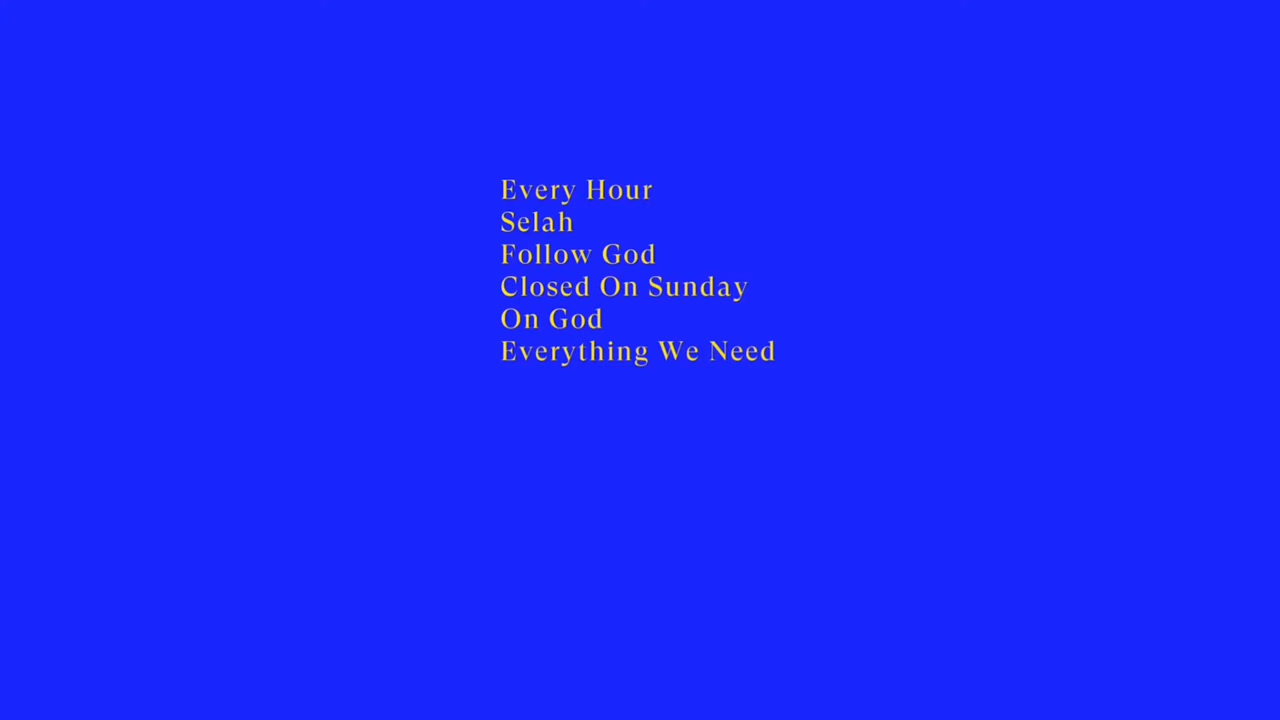 Every Hour
Selah
Follow God
Closed On Sunday
On God
Everything We Need